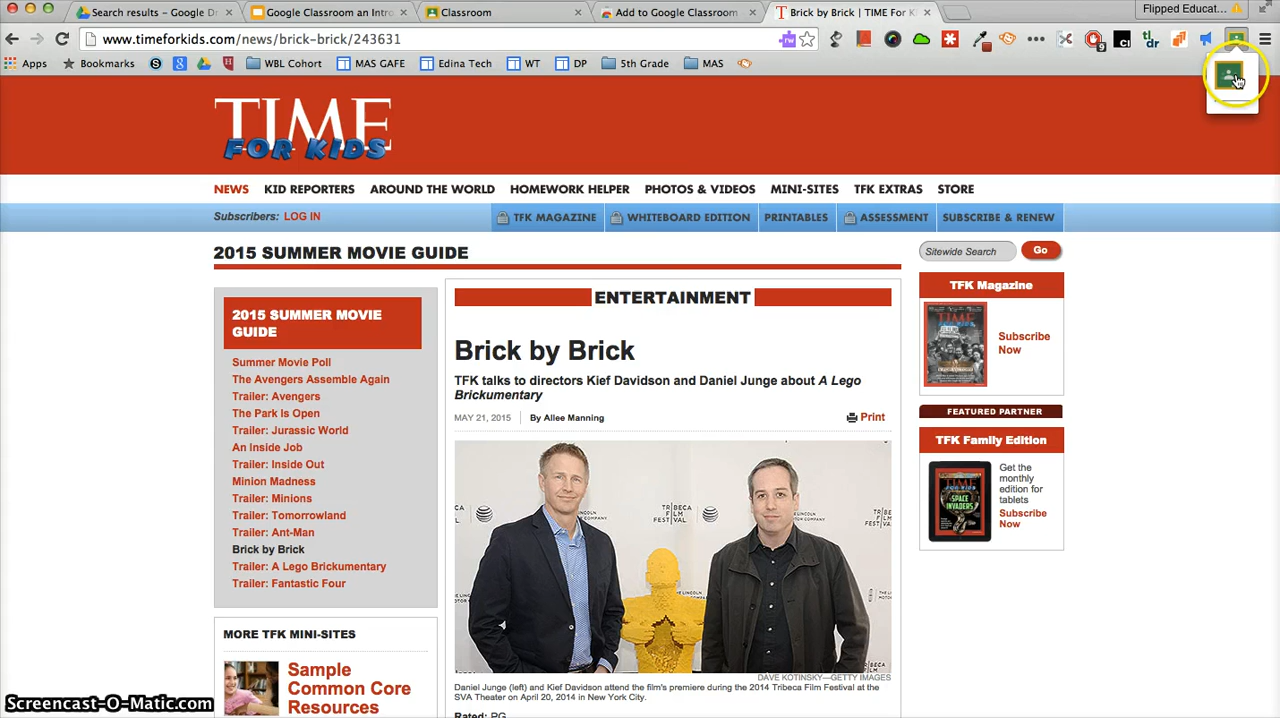 Search results – Google Dr
Google Classroom an Intro
Classroom
Add to Google Classroom
Brick by Brick | TIME For K
Flipped Educat...
www.timeforkids.com/news/brick-brick/243631
Apps
Bookmarks
WBL Cohort
MAS GAFE
Edina Tech
WT
DP
5th Grade
MAS
TIME
FOR KIDS
NEWS KID REPORTERS AROUND THE WORLD HOMEWORK HELPER PHOTOS & VIDEOS MINI-SITES TFK EXTRAS STORE
Subscribers: LOG IN
TFK MAGAZINE WHITEBOARD EDITION PRINTABLES ASSESSMENT SUBSCRIBE & RENEW
2015 SUMMER MOVIE GUIDE
Sitewide Search Go
2015 SUMMER MOVIE
GUIDE
Summer Movie Poll
The Avengers Assemble Again
Trailer: Avengers
The Park Is Open
Trailer: Jurassic World
An Inside Job
Trailer: Inside Out
Minion Madness
Trailer: Minions
Trailer: Tomorrowland
Trailer: Ant-Man
Brick by Brick
Trailer: A Lego Brickumentary
Trailer: Fantastic Four
MORE TFK MINI-SITES
Sample
Common Core
Resources
ENTERTAINMENT
Brick by Brick
TFK talks to directors Kief Davidson and Daniel Junge about A Lego
Brickumentary
MAY 21, 2015 By Allee Manning Print
TRIBECA
FILM
FESTIVAL
DAVE KOTINSKY—GETTY IMAGES
Daniel Junge (left) and Kief Davidson attend the film's premiere during the 2014 Tribeca Film Festival at the
SVA Theater on April 20, 2014 in New York City.
Rated: PG
TFK Magazine
TIME
Subscribe
Now
FEATURED PARTNER
TFK Family Edition
SPACE
INVADERS
Get the
monthly
edition for
tablets
Subscribe
Now
Screencast-O-Matic.com